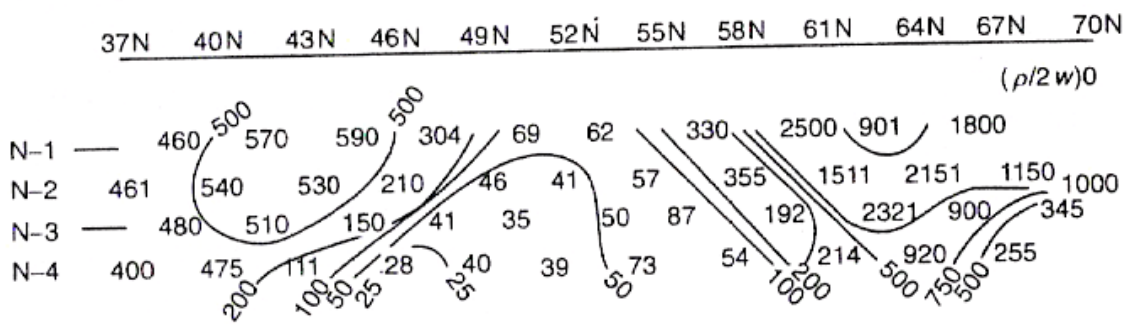 37N 40N 43N 46N 49N 52N 55N 58N 61N 64N 67N 70N
(ρ/2w)0
500 500
N-1 460 570 590 304 69 62 330 2500 901 1800
N-2 461 540 530 210 46 41 57 355 1511 2151 1150 1000
N-3 480 510 150 41 35 50 87 192 2321 900 345
N-4 400 475 111 28 40 39 73 54 214 920 255
200 100 50 25 25 50 100 200 500 750 500